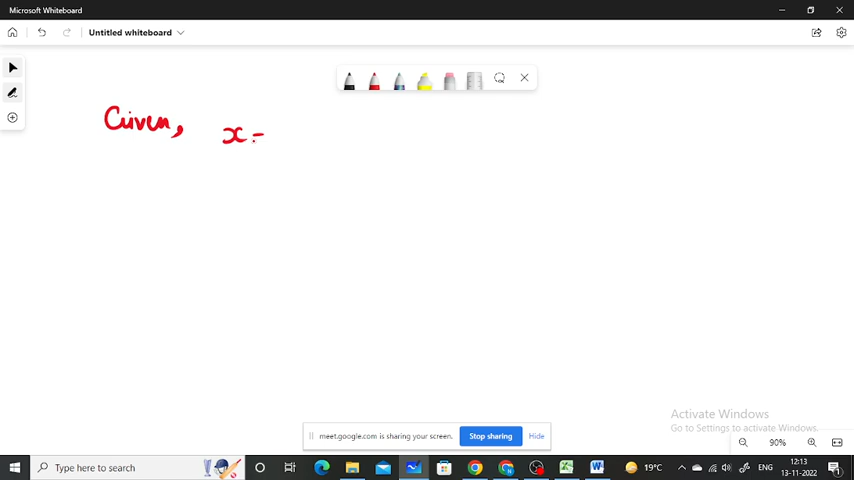 Microsoft Whiteboard
Untitled whiteboard
Given, x =
Activate Windows
Go to Settings to activate Windows.
meet.google.com is sharing your screen. Stop sharing Hide
90%
Type here to search
19°C ENG 12:13
13-11-2022
1